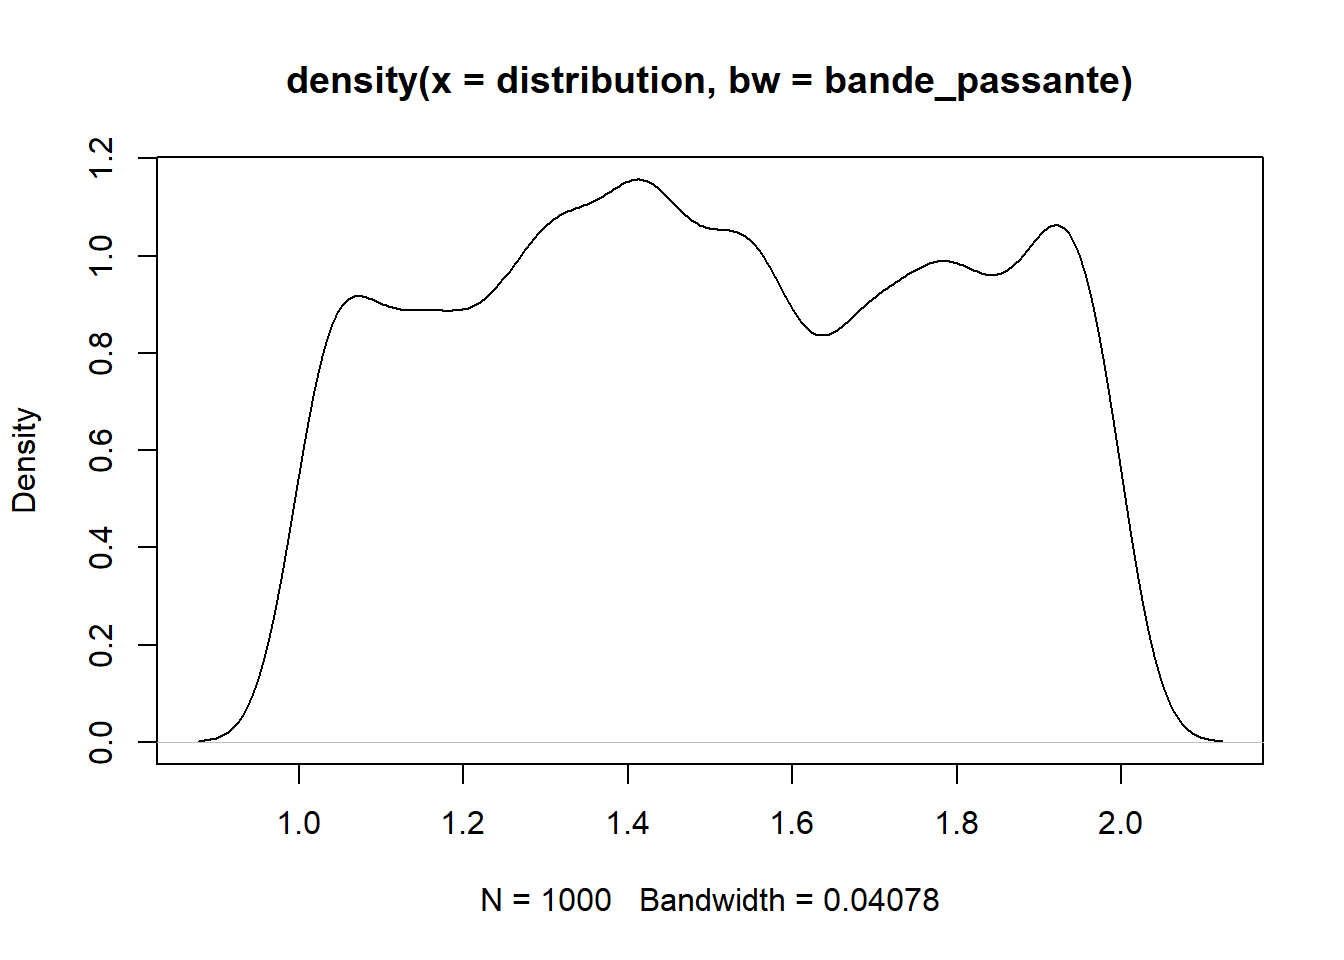 density(x = distribution, bw = bande_passante)
1.2
1.0
0.8
0.6
0.4
0.2
0.0
Density
1.0 1.2 1.4 1.6 1.8 2.0
N = 1000 Bandwidth = 0.04078